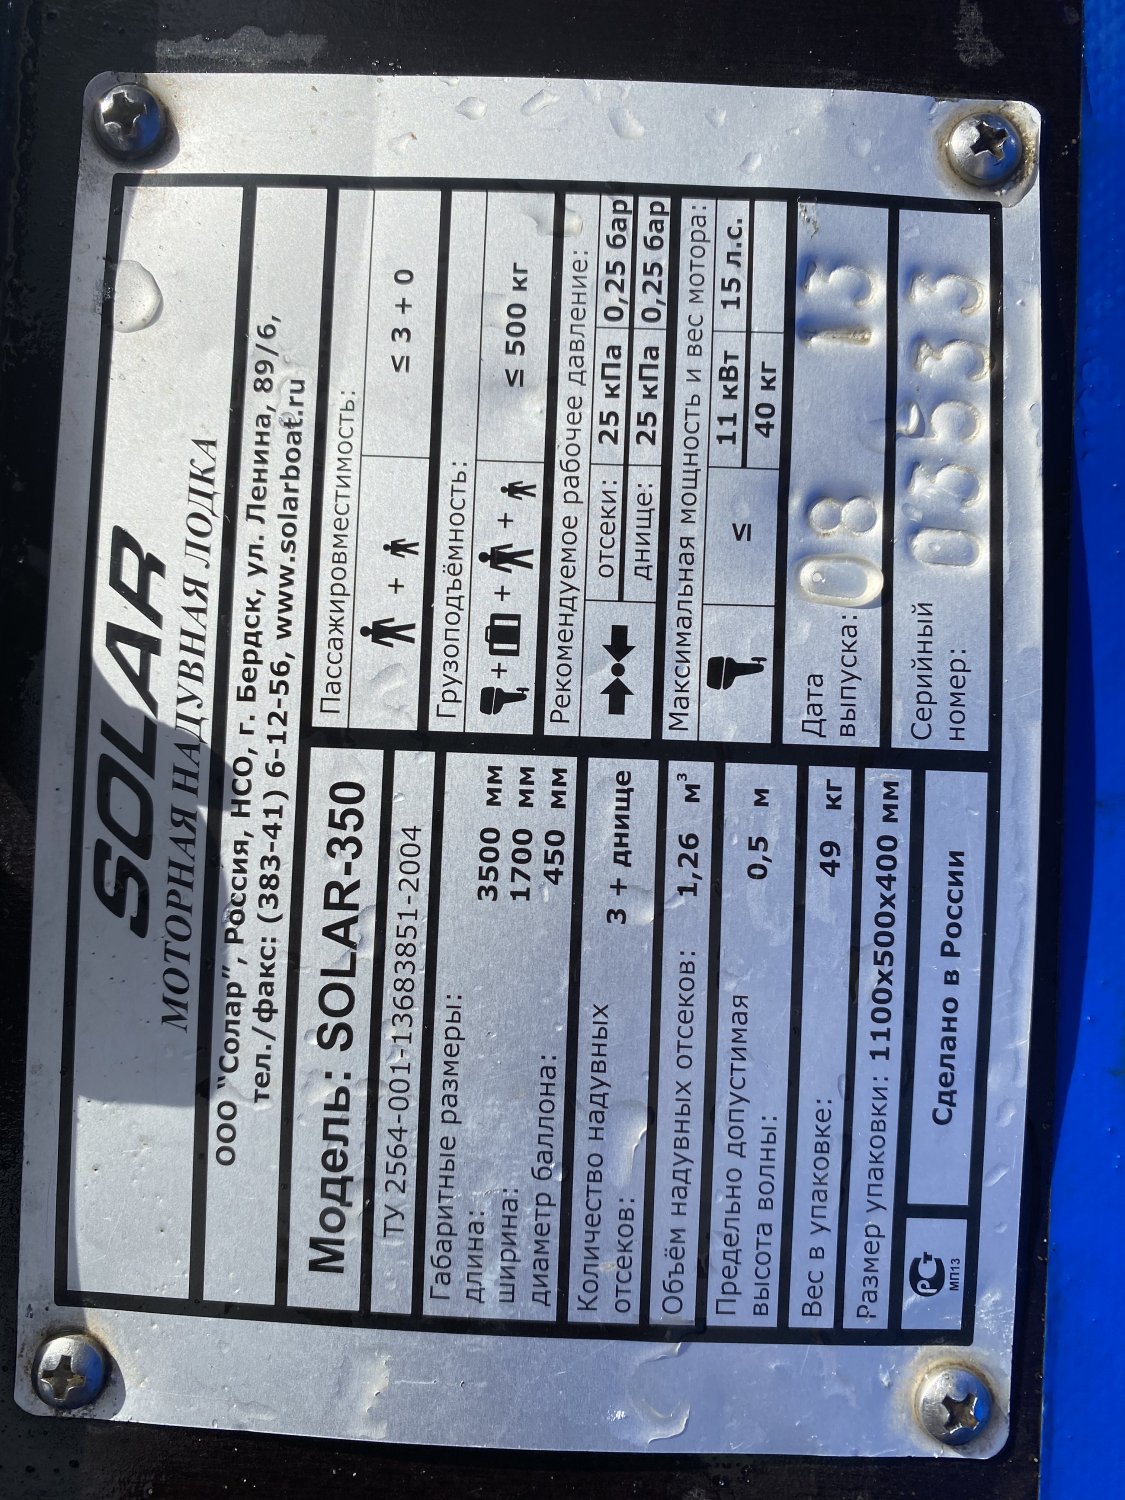 SOLAR
МОТОРНАЯ НАДУВНАЯ ЛОДКА
ООО "Солар", Россия, НСО, г. Бердск, ул. Ленина, 89/6,
тел./факс: (383-41) 6-12-56, www.solarboat.ru
Модель: SOLAR-350
ТУ 2564-001-13683851-2004
Габаритные размеры:
длина: 3500 мм
ширина: 1700 мм
диаметр баллона: 450 мм
Количество надувных
отсеков: 3 + днище
Объём надувных отсеков: 1,26 м³
Предельно допустимая
высота волны: 0,5 м
Вес в упаковке: 49 кг
Размер упаковки: 1100х500х400 мм
РСТ
МП13
Сделано в России
Пассажировместимость:
+ ≤ 3 + 0
Грузоподъёмность:
+ + + ≤ 500 кг
Рекомендуемое рабочее давление:
отсеки: 25 кПа 0,25 бар
днище: 25 кПа 0,25 бар
Максимальная мощность и вес мотора:
≤ 11 кВт 15 л.с.
40 кг
Дата
выпуска: 08 13
Серийный
номер: 03533